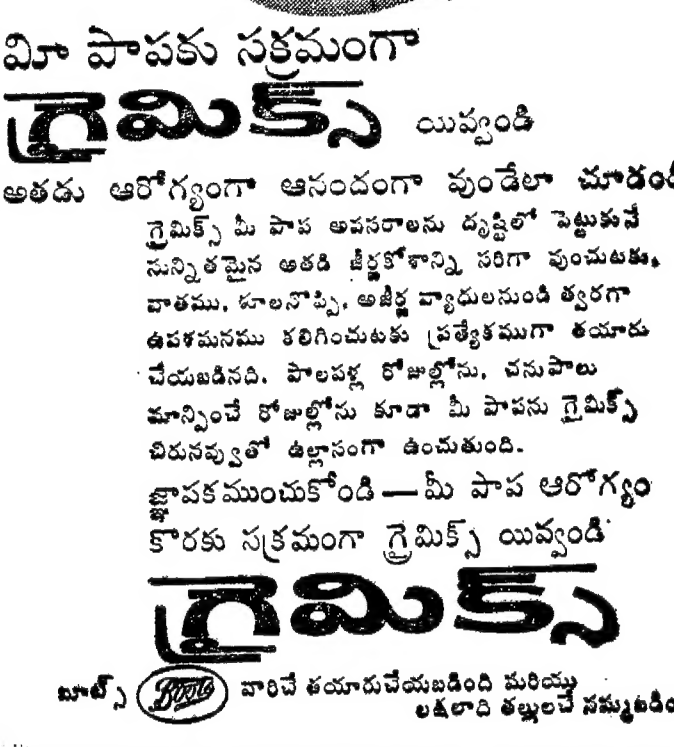 మీ పాపకు సక్రమంగా
గ్రైమిక్స్ యివ్వండి
అతడు ఆరోగ్యంగా ఆనందంగా వుండేలా చూడండి
గ్రైమిక్స్ మీ పాప అవసరాలను దృష్టిలో పెట్టుకునే
సున్నితమైన అతడి జీర్ణకోశాన్ని సరిగా వుంచుటకు,
వాతము, శూలనొప్పి, అజీర్ణ వ్యాధులనుండి త్వరగా
ఉపశమనము కలిగించుటకు ప్రత్యేకముగా తయారు
చేయబడినది. పాలపళ్ల రోజుల్లోను, చనుపాలు
మాన్పించే రోజుల్లోను కూడా మీ పాపను గ్రైమిక్స్
చిరునవ్వుతో ఉల్లాసంగా ఉంచుతుంది.
జ్ఞాపకముంచుకోండి — మీ పాప ఆరోగ్యం
కొరకు సక్రమంగా గ్రైమిక్స్ యివ్వండి
గ్రైమిక్స్
బూట్స్ Boots వారిచే తయారుచేయబడింది మరియు
లక్షలాది తల్లులచే నమ్మబడిం